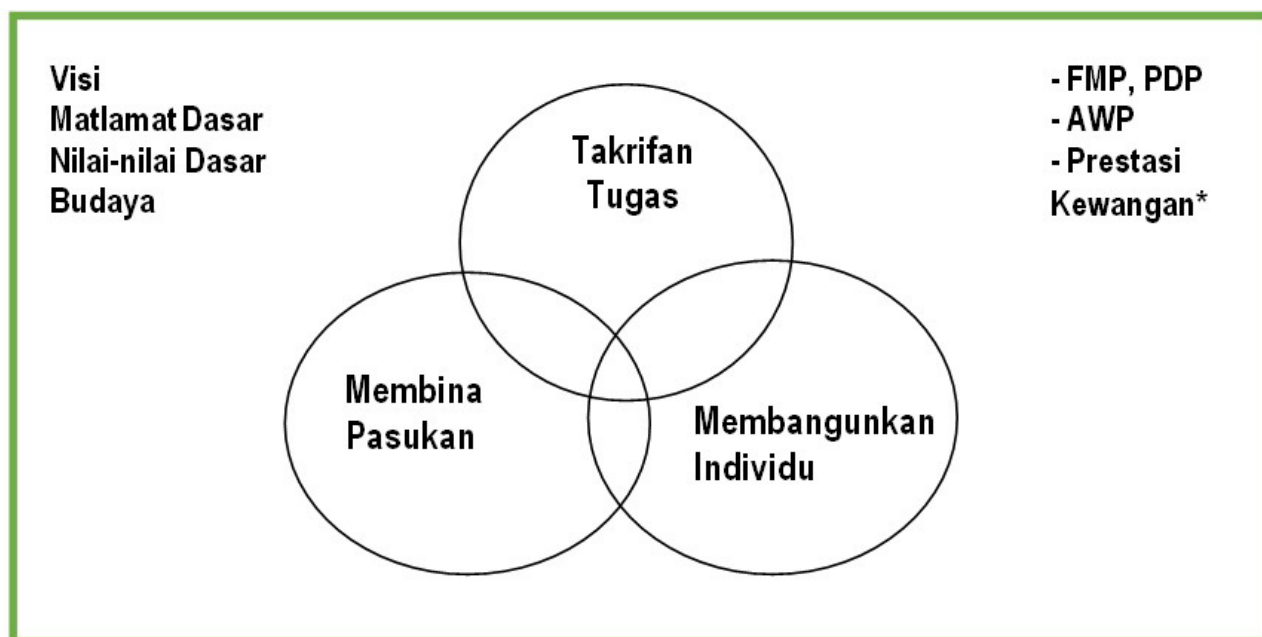 Visi
Matlamat Dasar
Nilai-nilai Dasar
Budaya
- FMP, PDP
- AWP
- Prestasi
Kewangan*
Takrifan
Tugas
Membina
Pasukan
Membangunkan
Individu